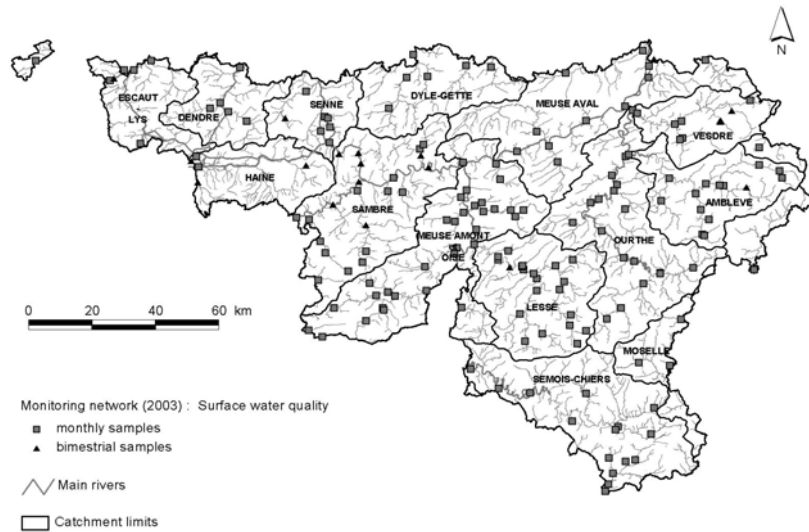 N
ESCAUT
LYS
DENDRE
SENNE
DYLE-GETTE
MEUSE AVAL
VESDRE
HAINE
SAMBRE
AMBLEVE
MEUSE AMONT
OISE
OURTHE
LESSE
MOSELLE
SEMOIS-CHIERS
0 20 40 60 km
Monitoring network (2003) : Surface water quality
monthly samples
bimestrial samples
Main rivers
Catchment limits